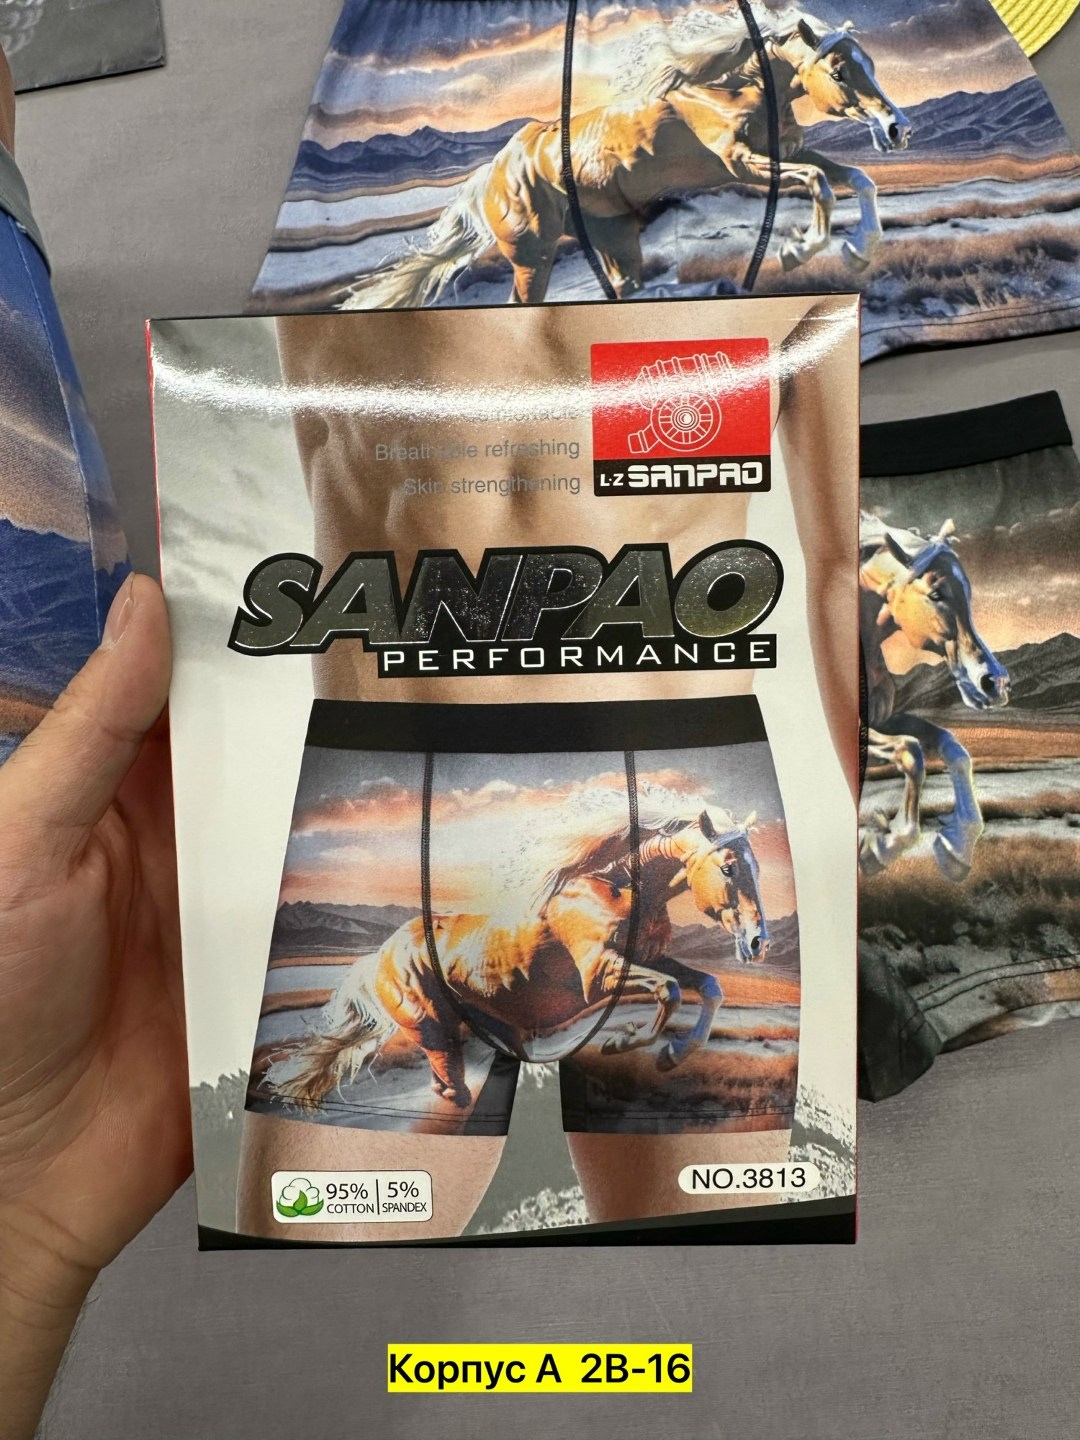 Breathable refreshing
Skin strengthening
L·Z SANPAO
SANPAO
PERFORMANCE
95% COTTON
5% SPANDEX
NO.3813
Корпус А 2В-16